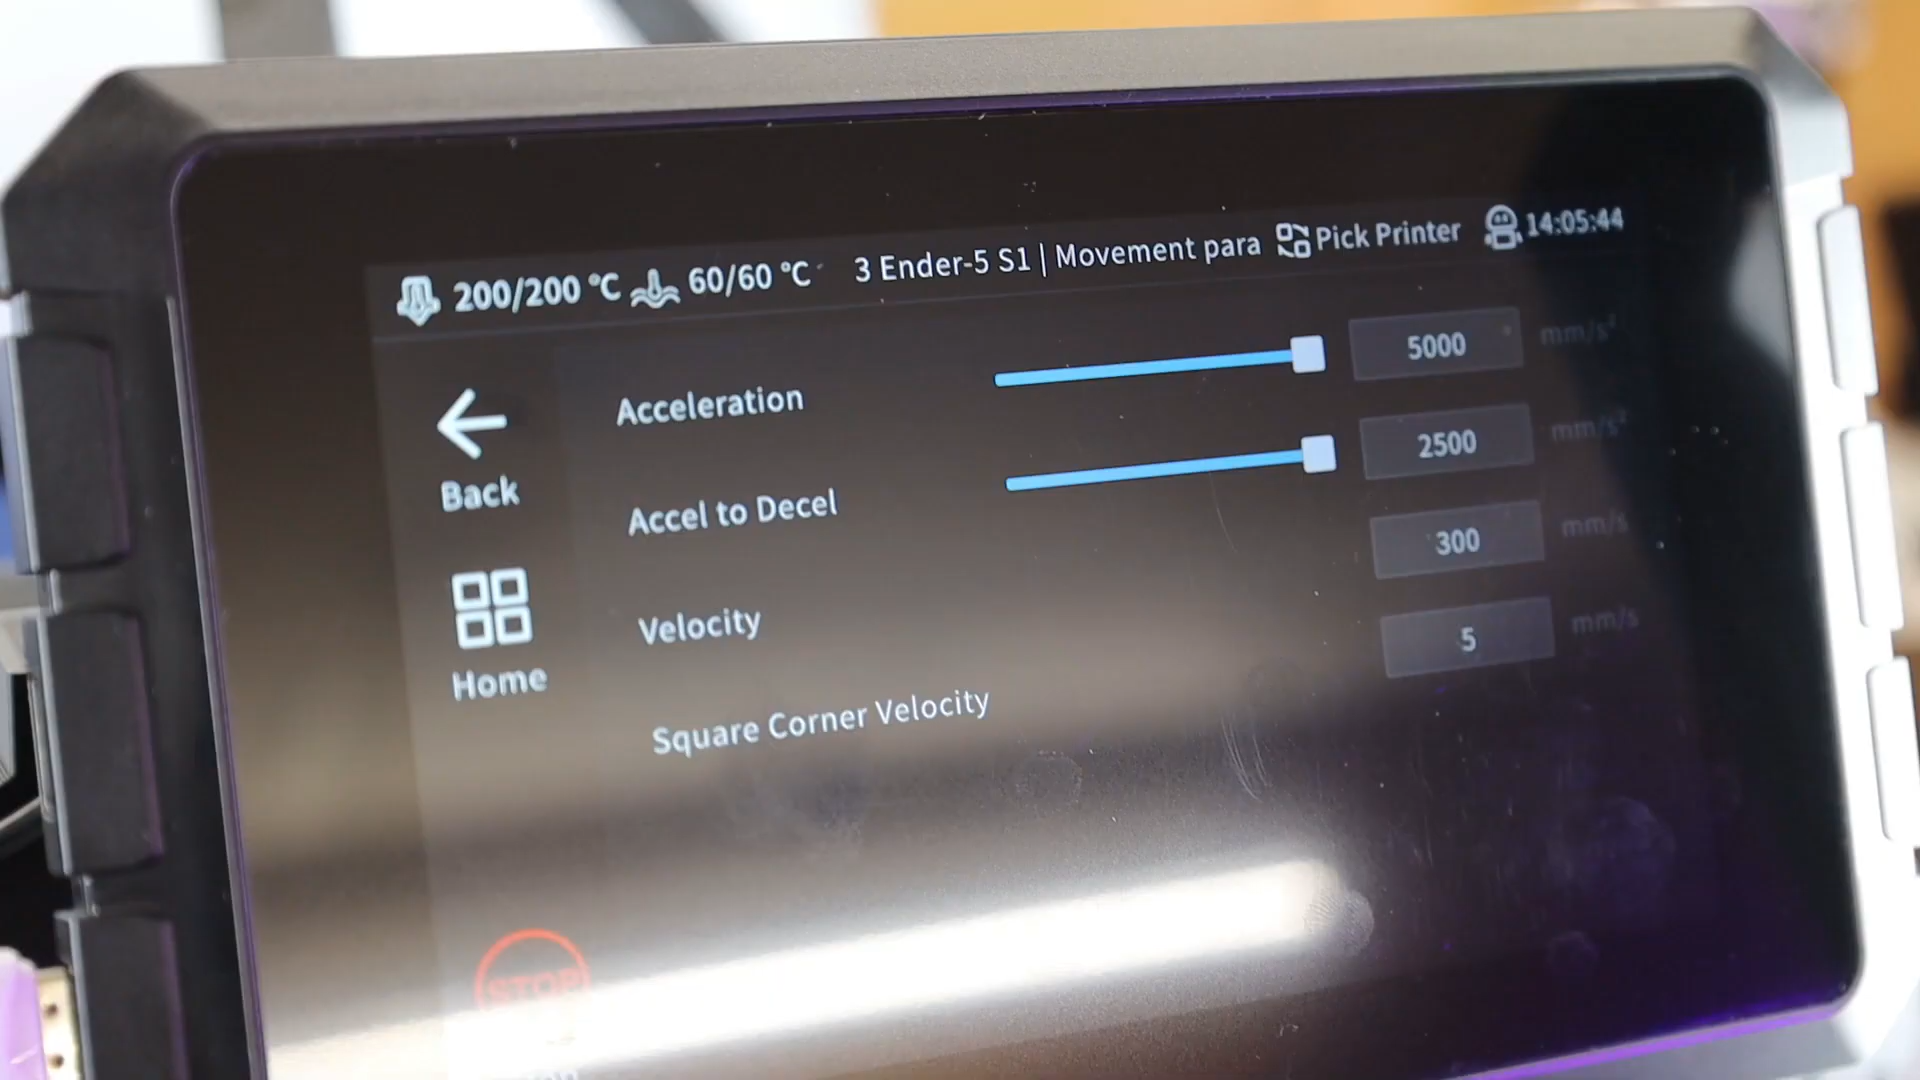 200/200 °C 60/60 °C 3 Ender-5 S1 | Movement para Pick Printer 14:05:44
Acceleration 5000 mm/s²
Back
Accel to Decel 2500 mm/s²
Velocity 300 mm/s
Home
Square Corner Velocity 5 mm/s
STOP